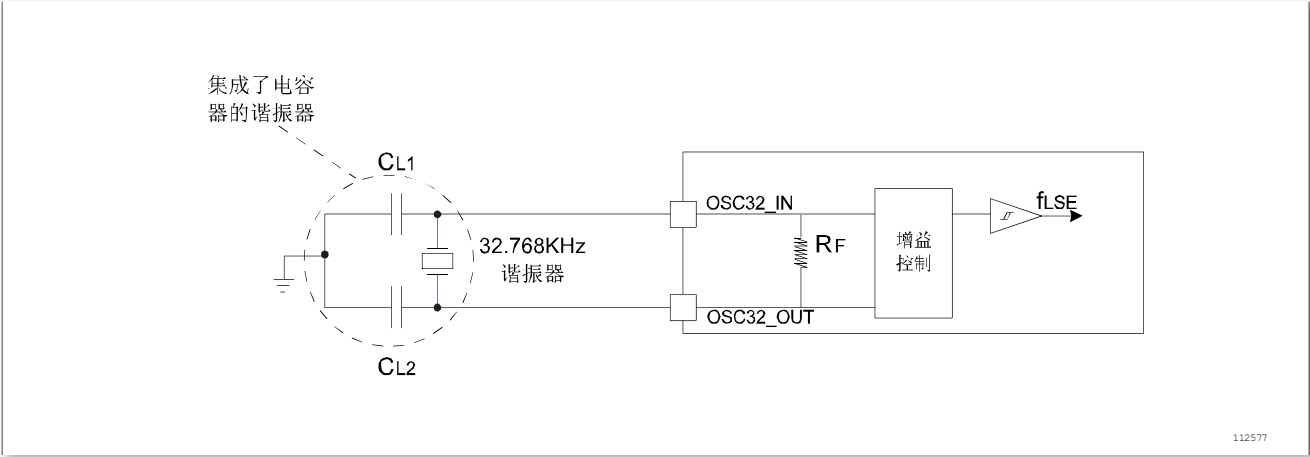 集成了电容
器的谐振器
CL1
OSC32_IN
fLSE
32.768KHz
谐振器
RF
增益
控制
OSC32_OUT
CL2
112577